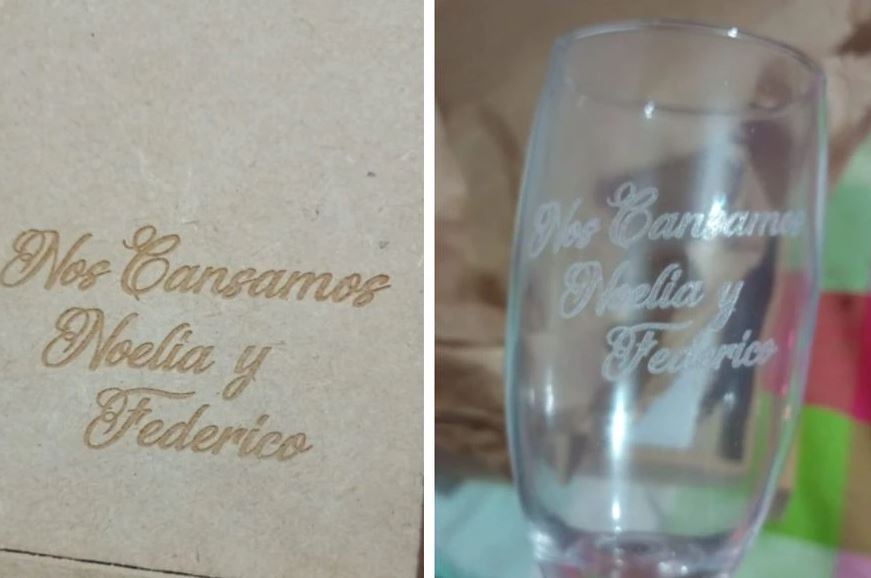 Nos Cansamos
Noelia y
Federico
Nos Cansamos
Noelia y
Federico